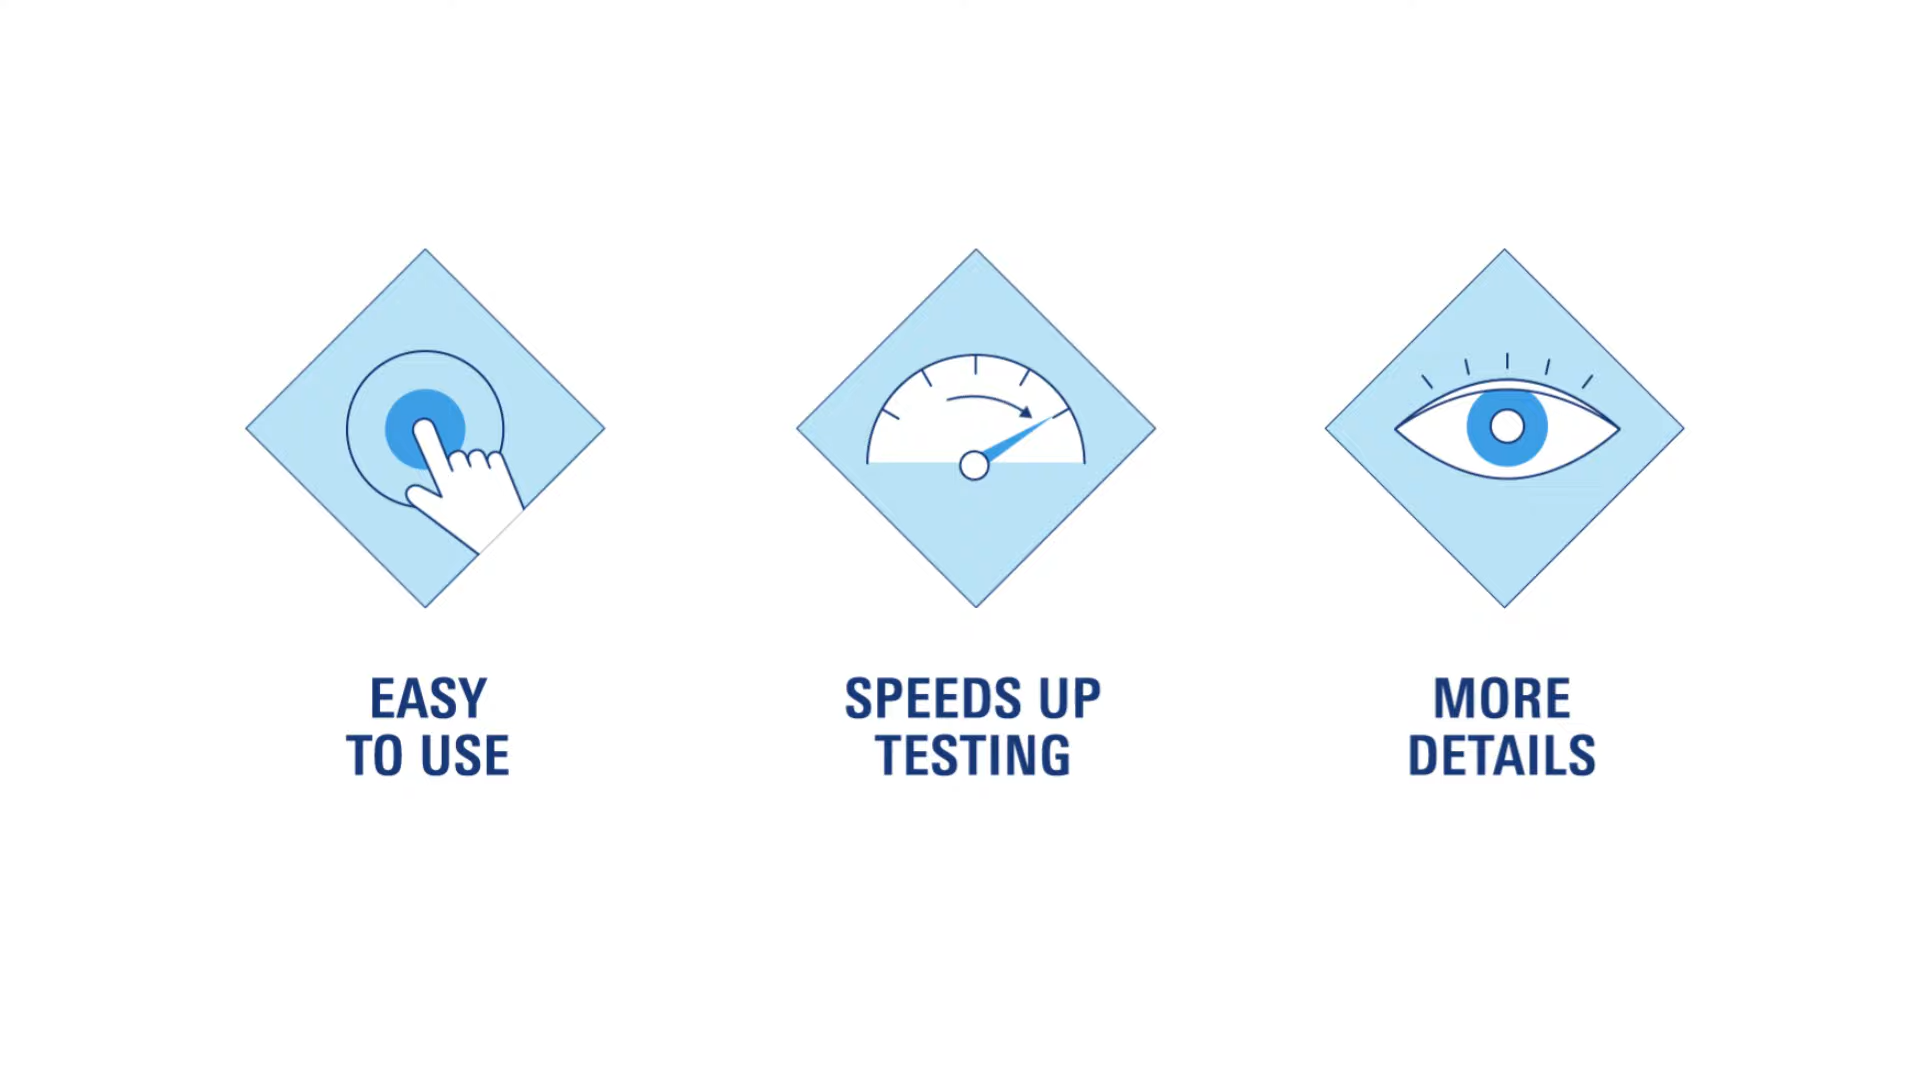 EASY
TO USE
SPEEDS UP
TESTING
MORE
DETAILS